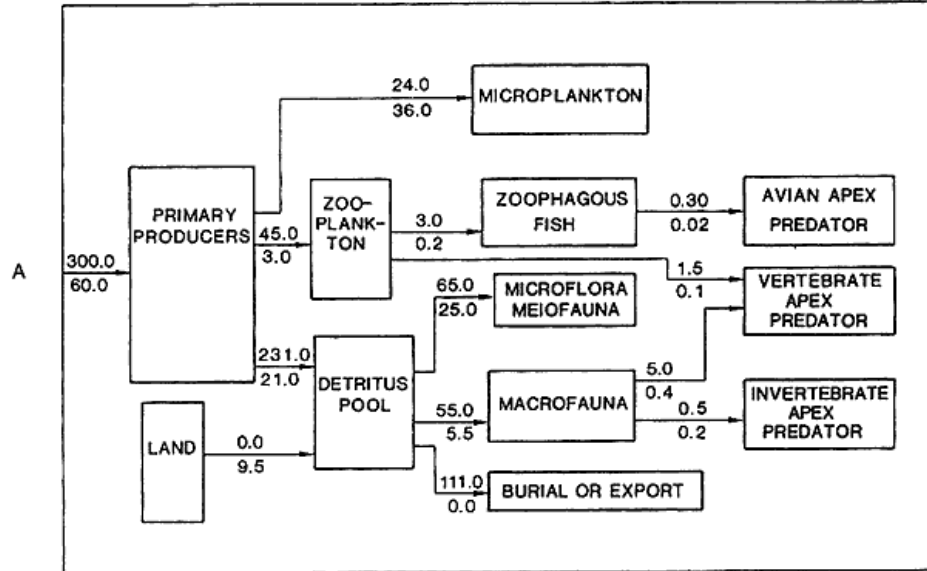 24.0
36.0
MICROPLANKTON
PRIMARY
PRODUCERS
45.0
3.0
ZOO-
PLANK-
TON
3.0
0.2
ZOOPHAGOUS
FISH
0.30
0.02
AVIAN APEX
PREDATOR
A
300.0
60.0
1.5
0.1
VERTEBRATE
APEX
PREDATOR
65.0
25.0
MICROFLORA
MEIOFAUNA
231.0
21.0
DETRITUS
POOL
55.0
5.5
MACROFAUNA
5.0
0.4
0.5
0.2
INVERTEBRATE
APEX
PREDATOR
LAND
0.0
9.5
111.0
0.0
BURIAL OR EXPORT